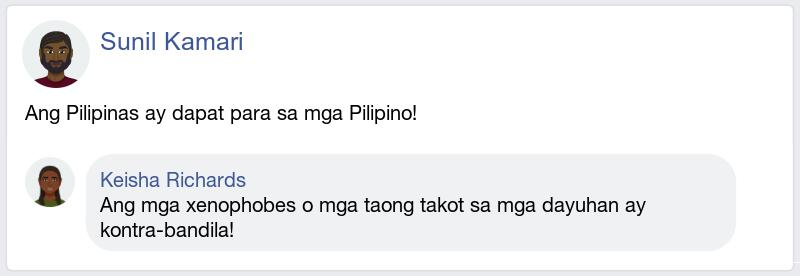 Sunil Kamari
Ang Pilipinas ay dapat para sa mga Pilipino!
Keisha Richards
Ang mga xenophobes o mga taong takot sa mga dayuhan ay
kontra-bandila!